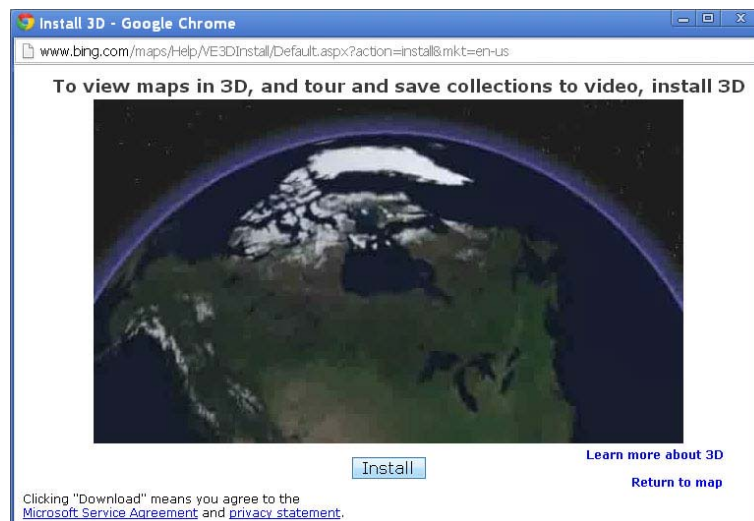 Install 3D - Google Chrome
www.bing.com/maps/Help/VE3DInstall/Default.aspx?action=install&mkt=en-us
To view maps in 3D, and tour and save collections to video, install 3D
Learn more about 3D
Install
Return to map
Clicking "Download" means you agree to the
Microsoft Service Agreement and privacy statement.